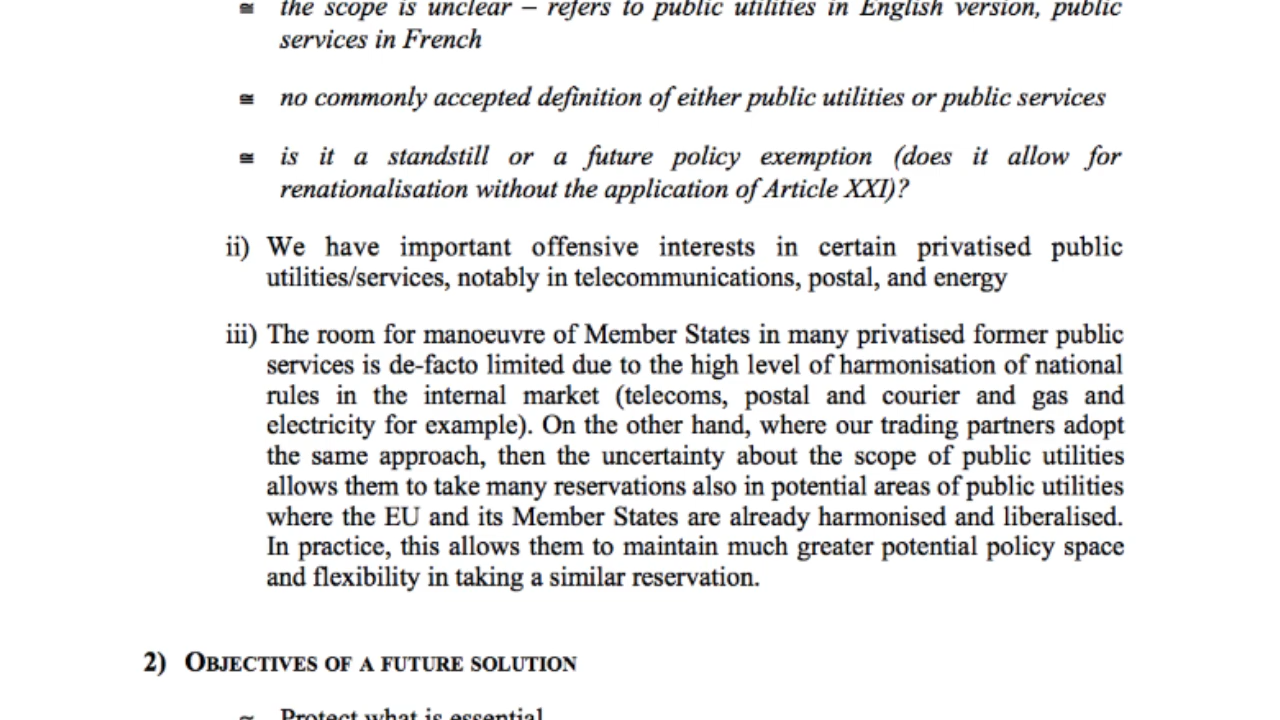 ≅ the scope is unclear – refers to public utilities in English version, public
services in French
≅ no commonly accepted definition of either public utilities or public services
≅ is it a standstill or a future policy exemption (does it allow for
renationalisation without the application of Article XXI)?
ii) We have important offensive interests in certain privatised public
utilities/services, notably in telecommunications, postal, and energy
iii) The room for manoeuvre of Member States in many privatised former public
services is de-facto limited due to the high level of harmonisation of national
rules in the internal market (telecoms, postal and courier and gas and
electricity for example). On the other hand, where our trading partners adopt
the same approach, then the uncertainty about the scope of public utilities
allows them to take many reservations also in potential areas of public utilities
where the EU and its Member States are already harmonised and liberalised.
In practice, this allows them to maintain much greater potential policy space
and flexibility in taking a similar reservation.
2) OBJECTIVES OF A FUTURE SOLUTION
≅ Protect what is essential